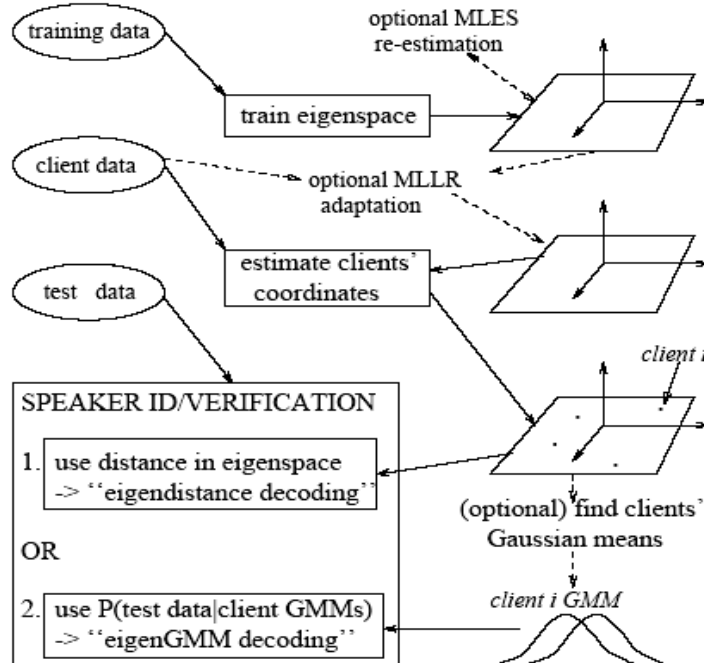 training data
optional MLES
re-estimation
train eigenspace
client data
optional MLLR
adaptation
estimate clients'
coordinates
test data
client i
SPEAKER ID/VERIFICATION
1. use distance in eigenspace
-> ‘‘eigendistance decoding’’
(optional) find clients’
Gaussian means
OR
client i GMM
2. use P(test data|client GMMs)
-> ‘‘eigenGMM decoding’’